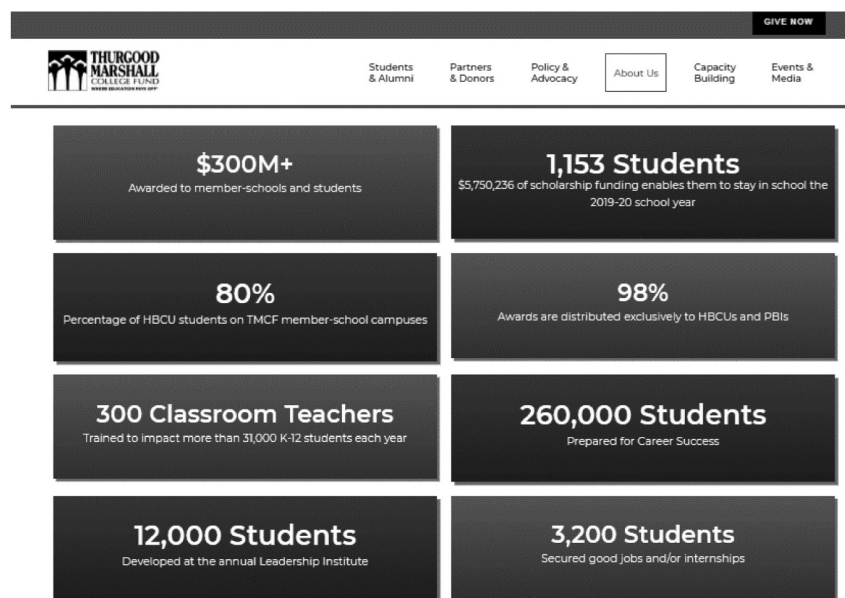 GIVE NOW
THURGOOD
MARSHALL
COLLEGE FUND
WHERE EDUCATION PAYS OFF®
Students
& Alumni
Partners
& Donors
Policy &
Advocacy
About Us
Capacity
Building
Events &
Media
$300M+
Awarded to member-schools and students
1,153 Students
$5,750,236 of scholarship funding enables them to stay in school the
2019-20 school year
80%
Percentage of HBCU students on TMCF member-school campuses
98%
Awards are distributed exclusively to HBCUs and PBIs
300 Classroom Teachers
Trained to impact more than 31,000 K-12 students each year
260,000 Students
Prepared for Career Success
12,000 Students
Developed at the annual Leadership Institute
3,200 Students
Secured good jobs and/or internships